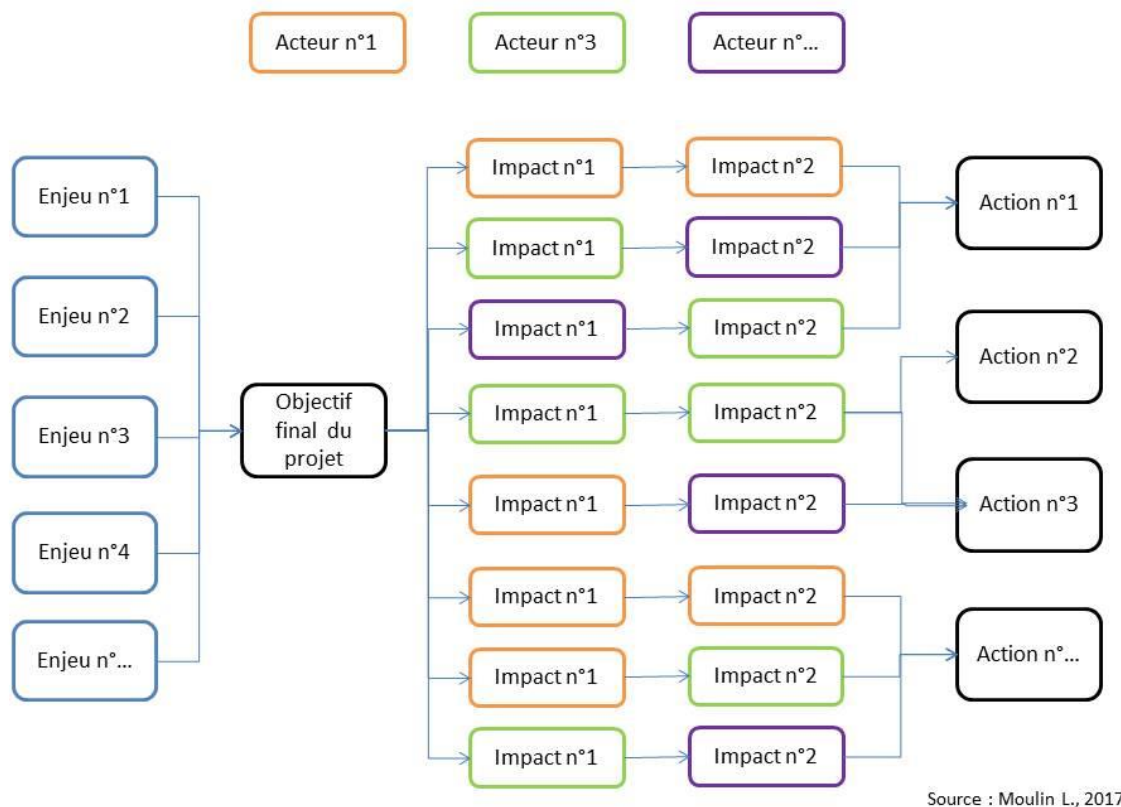 Acteur n°1
Acteur n°3
Acteur n°...
Enjeu n°1
Enjeu n°2
Enjeu n°3
Enjeu n°4
Enjeu n°...
Objectif
final du
projet
Impact n°1
Impact n°2
Impact n°1
Impact n°2
Impact n°1
Impact n°2
Impact n°1
Impact n°2
Impact n°1
Impact n°2
Impact n°1
Impact n°2
Impact n°1
Impact n°2
Impact n°1
Impact n°2
Action n°1
Action n°2
Action n°3
Action n°...
Source : Moulin L., 2017